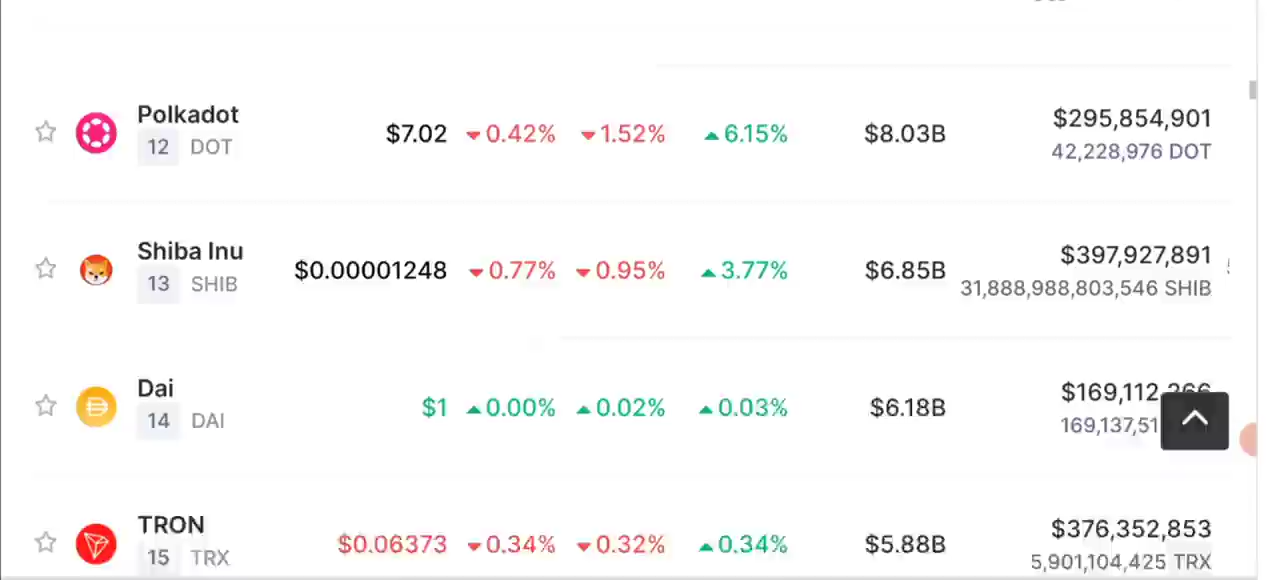 Polkadot
12 DOT
$7.02 0.42% 1.52% 6.15% $8.03B
$295,854,901
42,228,976 DOT
Shiba Inu
13 SHIB
$0.00001248 0.77% 0.95% 3.77% $6.85B
$397,927,891
31,888,988,803,546 SHIB
Dai
14 DAI
$1 0.00% 0.02% 0.03% $6.18B
TRON
15 TRX
$0.06373 0.34% 0.32% 0.34% $5.88B
$376,352,853
5,901,104,425 TRX